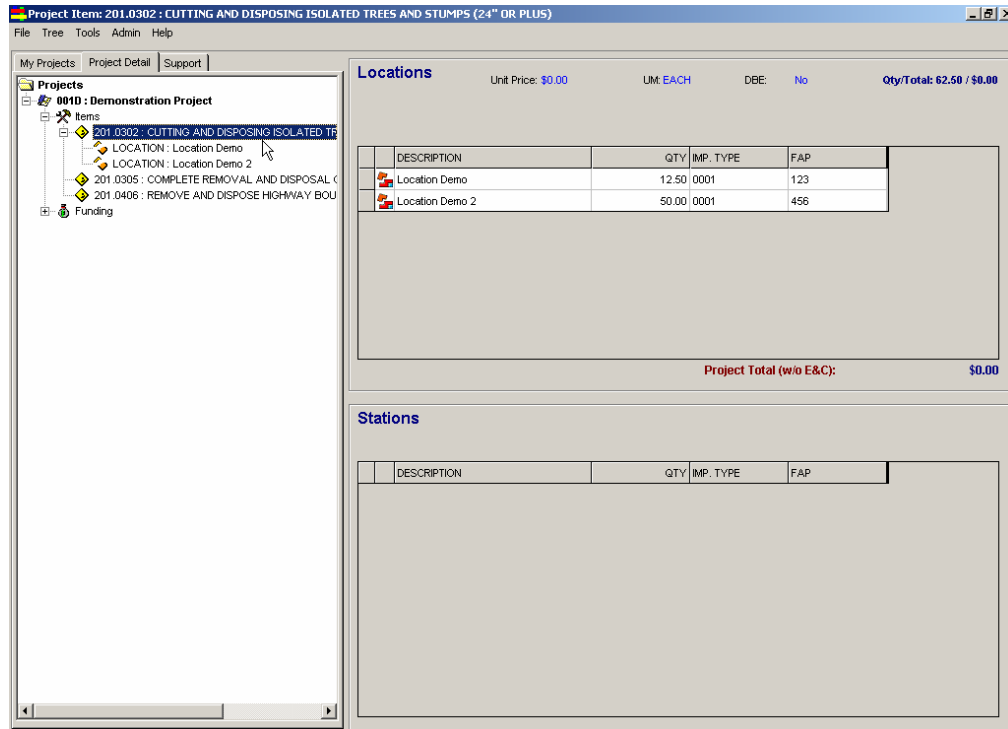 Project Item: 201.0302 : CUTTING AND DISPOSING ISOLATED TREES AND STUMPS (24" OR PLUS)
File Tree Tools Admin Help
My Projects Project Detail Support
Projects
001D : Demonstration Project
Items
201.0302 : CUTTING AND DISPOSING ISOLATED TR
LOCATION : Location Demo
LOCATION : Location Demo 2
201.0305 : COMPLETE REMOVAL AND DISPOSAL
201.0406 : REMOVE AND DISPOSE HIGHWAY BOU
Funding
Locations
Unit Price: $0.00 UM: EACH DBE: No Qty/Total: 62.50 / $0.00
DESCRIPTION QTY IMP. TYPE FAP
Location Demo 12.50 0001 123
Location Demo 2 50.00 0001 456
Project Total (w/o E&C): $0.00
Stations
DESCRIPTION QTY IMP. TYPE FAP